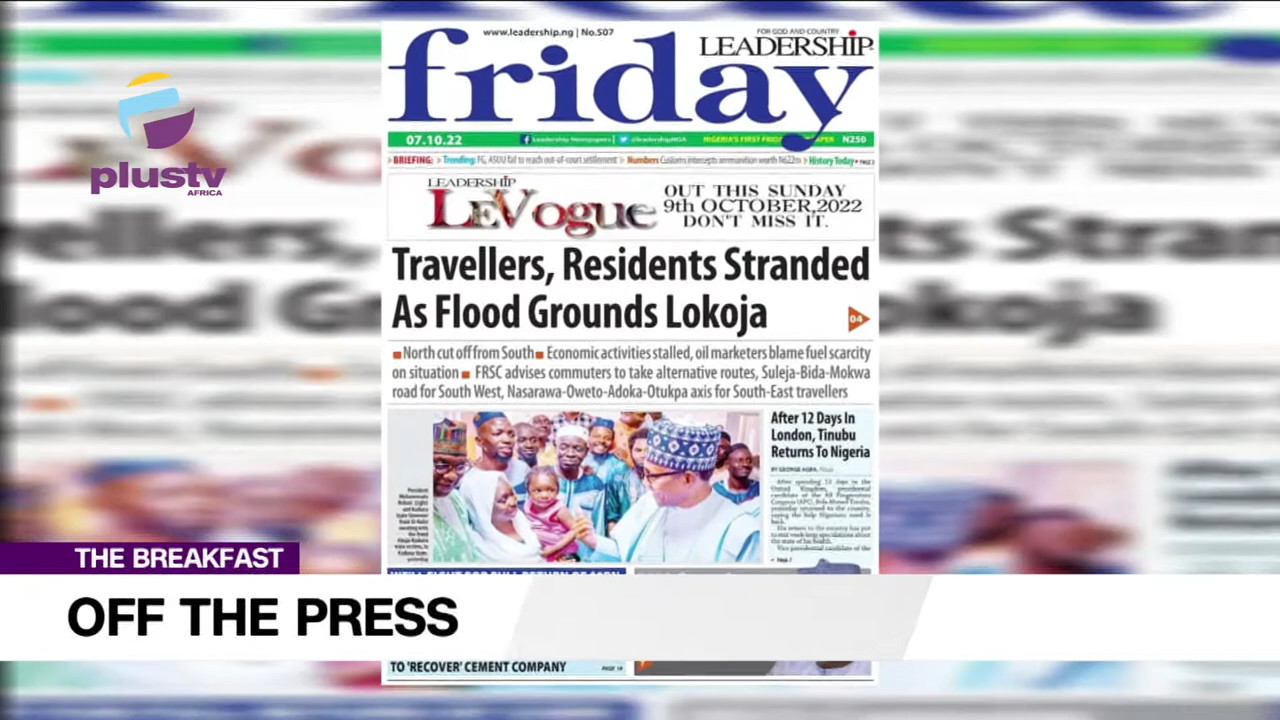 www.leadership.ng | No.507
FOR GOD AND COUNTRY
LEADERSHIP
friday
07.10.22
Leadership Newspapers | @leadershipNGA
NIGERIA'S FIRST FRIDAY
N250
BRIEFING: Trending: FG, ASUU fail to reach out-of-court settlement Numbers Customs intercepts ammunition worth N622m History Today
LEADERSHIP
LEVogue
OUT THIS SUNDAY
9th OCTOBER,2022
DON'T MISS IT.
Travellers, Residents Stranded
As Flood Grounds Lokoja
04
North cut off from South Economic activities stalled, oil marketers blame fuel scarcity
on situation FRSC advises commuters to take alternative routes, Suleja-Bida-Mokwa
road for South West, Nasarawa-Oweto-Adoka-Otukpa axis for South-East travellers
After 12 Days In
London, Tinubu
Returns To Nigeria
plustv
AFRICA
THE BREAKFAST
OFF THE PRESS
TO 'RECOVER' CEMENT COMPANY